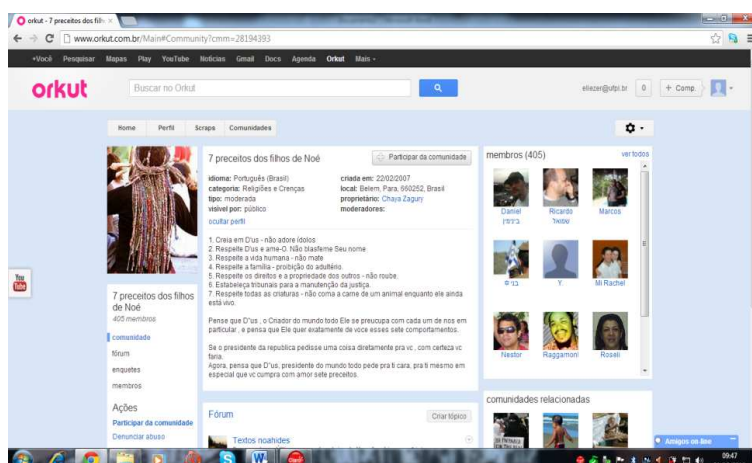 orkut - 7 preceitos dos filh
www.orkut.com.br/Main#Community?cmm=28194393
+Você Pesquisar Mapas Play YouTube Notícias Gmail Docs Agenda Orkut Mais
orkut
Buscar no Orkut
eliezer@ufpi.br 0 + Comp.
Home Perfil Scraps Comunidades
7 preceitos dos filhos de Noé
Participar da comunidade
idioma: Português (Brasil)
categoria: Religiões e Crenças
tipo: moderada
visível por: público
ocultar perfil
criada em: 22/02/2007
local: Belem, Para, 660252, Brasil
proprietário: Chaya Zagury
moderadores:
1. Creia em D'us - não adore ídolos
2. Respeite D'us e ame-O. Não blasfeme Seu nome
3. Respeite a vida humana - não mate
4. Respeite a família - proibição do adultério.
5. Respeite os direitos e a propriedade dos outros - não roube.
6. Estabeleça tribunais para a manutenção da justiça.
7. Respeite todas as criaturas - não coma a carne de um animal enquanto ele ainda
está vivo.
Pense que D"us , o Criador do mundo todo Ele se preucupa com cada um de nos em
particular , e pensa que Ele quer exatamente de voce esses sete comportamentos.
Se o presidente da republica pedisse uma coisa diretamente pra vc , com certeza vc
faria.
Agora, pensa que D"us, presidente do mundo todo pede pra ti cara, pra ti mesmo em
especial que vc cumpra com amor sete preceitos.
Fórum
Criar tópico
Textos noahides
You
Tube
7 preceitos dos filhos
de Noé
405 membros
comunidade
fórum
enquetes
membros
Ações
Participar da comunidade
Denunciar abuso
membros (405) ver todos
Daniel Ricardo Marcos
שמואל
Y. Mi Rachel
Nestor Raggamon! Roseli
comunidades relacionadas
Amigos on line
09:47